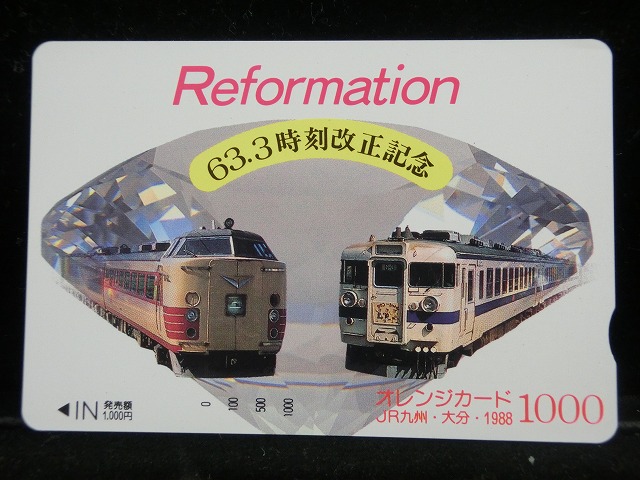 Reformation
63.3時刻改正記念
オレンジカード
JR九州・大分・1988 1000
◀IN 発売額
1.000円
0 100 500 1000